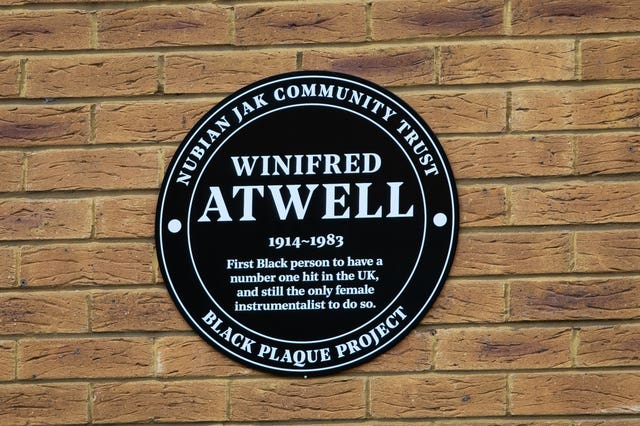 NUBIAN JAK COMMUNITY TRUST
WINIFRED
ATWELL
1914~1983
First Black person to have a
number one hit in the UK,
and still the only female
instrumentalist to do so.
BLACK PLAQUE PROJECT